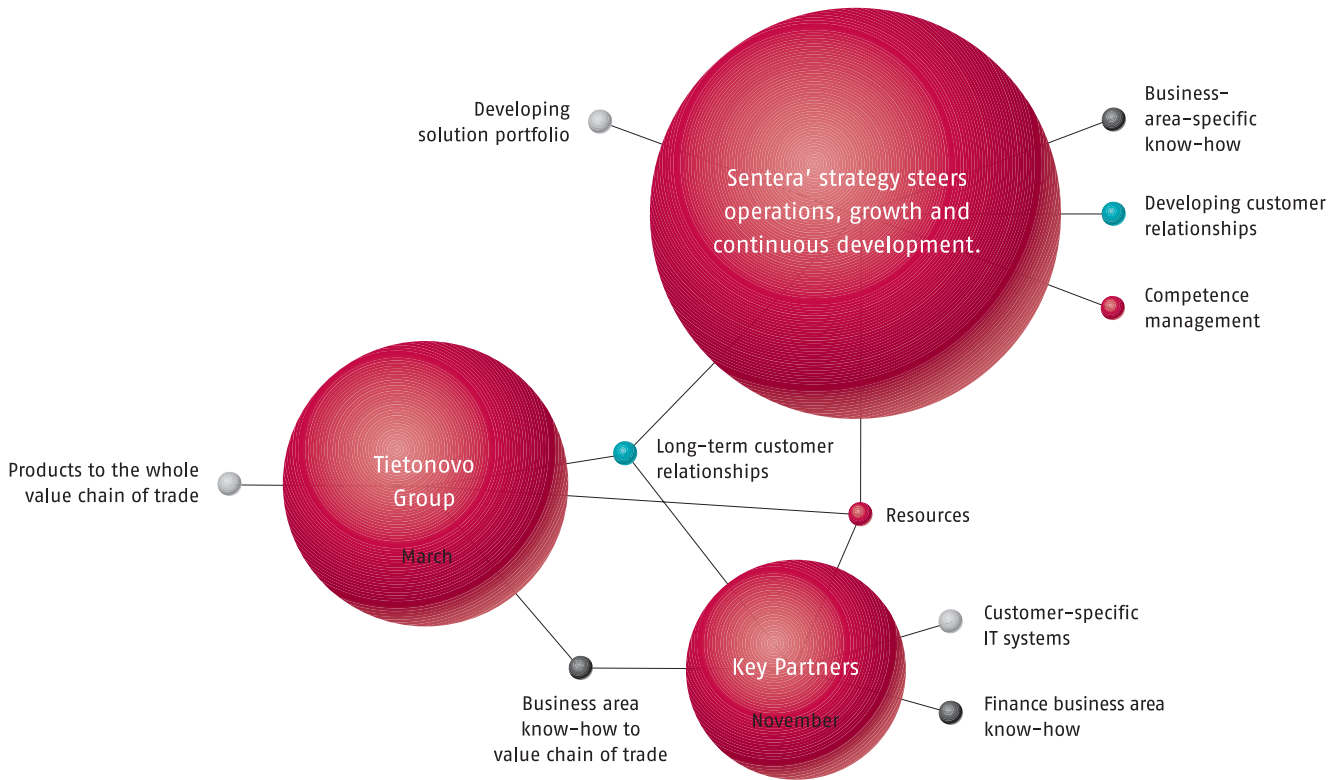 Developing
solution portfolio
Business-
area-specific
know-how
Sentera' strategy steers
operations, growth and
continuous development.
Developing customer
relationships
Competence
management
Long-term customer
relationships
Products to the whole
value chain of trade
Tietonovo
Group
March
Resources
Customer-specific
IT systems
Key Partners
November
Finance business area
know-how
Business area
know-how to
value chain of trade